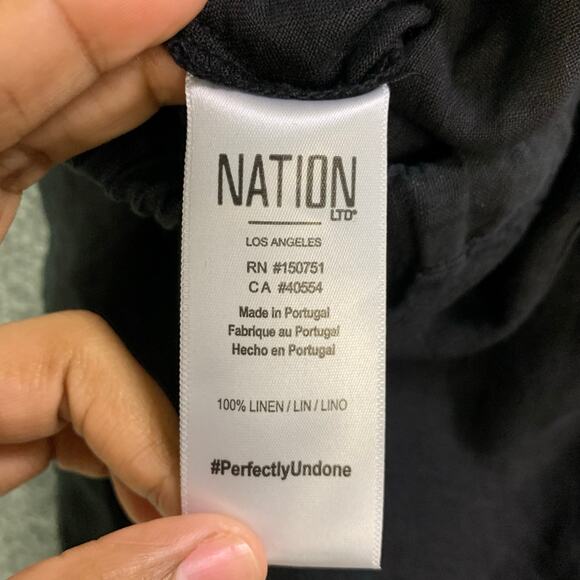 NATION
LTD®
LOS ANGELES
RN #150751
CA #40554
Made in Portugal
Fabrique au Portugal
Hecho en Portugal
100% LINEN / LIN / LINO
#PerfectlyUndone